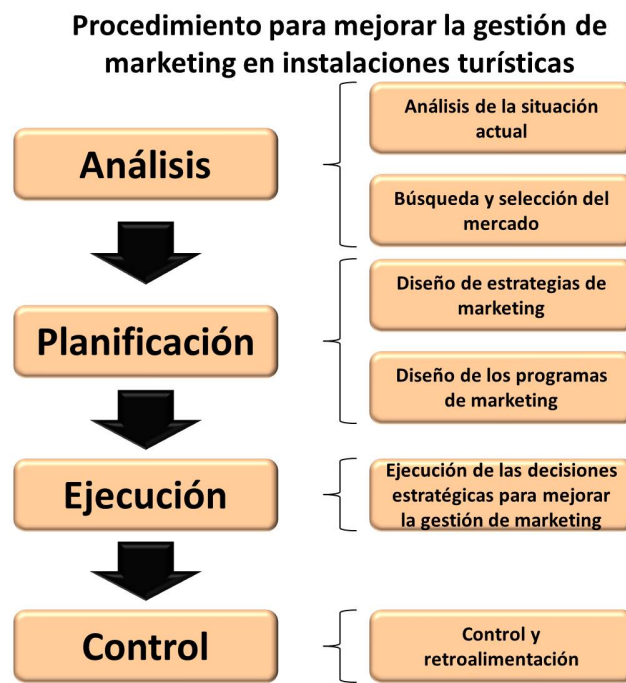 Procedimiento para mejorar la gestión de
marketing en instalaciones turísticas
Análisis
Análisis de la situación
actual
Búsqueda y selección del
mercado
Planificación
Diseño de estrategias de
marketing
Diseño de los programas
de marketing
Ejecución
Ejecución de las decisiones
estratégicas para mejorar
la gestión de marketing
Control
Control y
retroalimentación